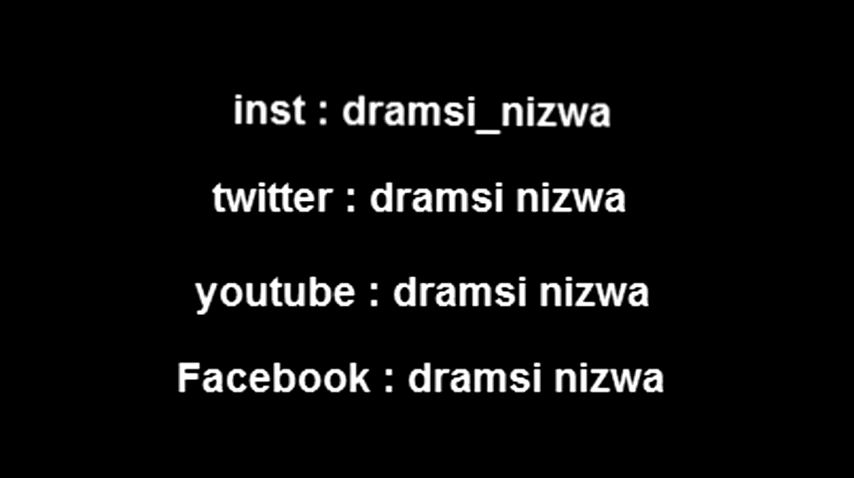 inst : dramsi_nizwa
twitter : dramsi nizwa
youtube : dramsi nizwa
Facebook : dramsi nizwa